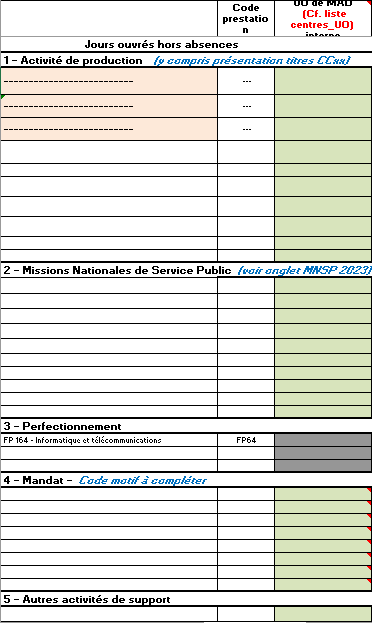 Code
prestatio
n
UO de MAD
(Cf. liste
centres_UO)
interne
Jours ouvrés hors absences
1 - Activité de production (y compris présentation titres CCxx)
--------------------------- ---
--------------------------- ---
--------------------------- ---
2 - Missions Nationales de Service Public (voir onglet MNSP 2023)
3 - Perfectionnement
FP 164 - Informatique et télécommunications FP64
4 - Mandat - Code motif à compléter
5 - Autres activités de support